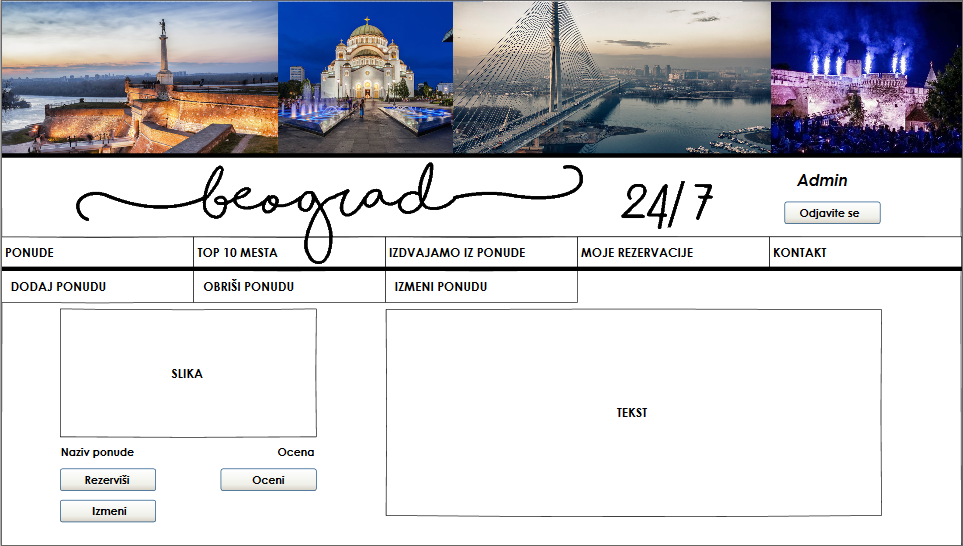 beograd 24/7
Admin
Odjavite se
PONUDE TOP 10 MESTA IZDVAJAMO IZ PONUDE MOJE REZERVACIJE KONTAKT
DODAJ PONUDU OBRIŠI PONUDU IZMENI PONUDU
SLIKA
TEKST
Naziv ponude Ocena
Rezerviši Oceni
Izmeni